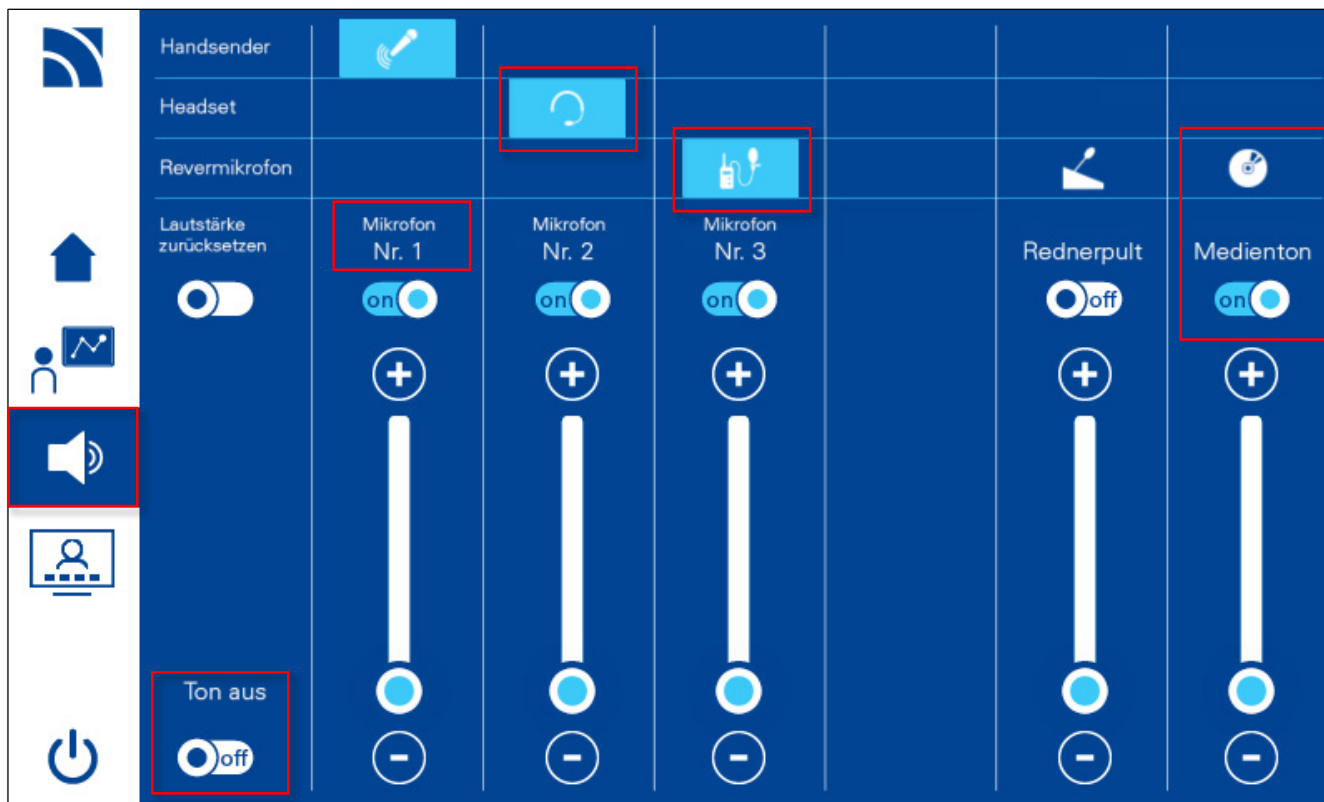 Handsender
Headset
Revermikrofon
Lautstärke
zurücksetzen
Mikrofon
Nr. 1
Mikrofon
Nr. 2
Mikrofon
Nr. 3
Rednerpult
Medienton
on
on
on
off
on
Ton aus
off